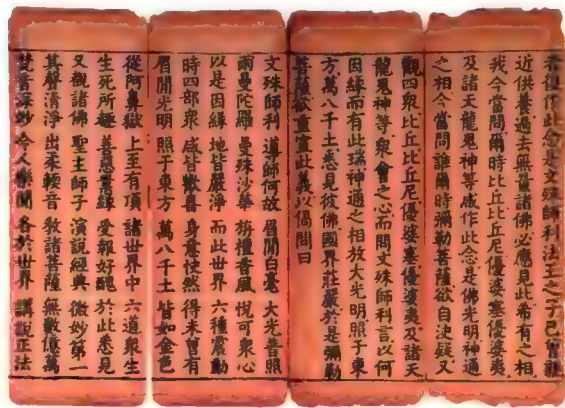 者復作此念是文殊師利法王之子已曾親
近供養過去無量諸佛必應見此希有之相
我今當問爾時比丘比丘尼優婆塞優婆夷
及諸天龍鬼神等咸作此念是佛光明神通
之相今當問誰爾時彌勒菩薩欲自決疑又
觀四衆比丘比丘尼優婆塞優婆夷及諸天
龍鬼神等衆會之心而問文殊師利言以何
因緣而有此瑞神通之相放大光明照于東
方萬八千土悉見彼佛國界莊嚴於是彌勒
菩薩欲重宣此義以偈問曰
文殊師利 導師何故 眉間白毫 大光普照
雨曼陀羅 曼殊沙華 栴檀香風 悅可衆心
以是因緣 地皆嚴淨 而此世界 六種震動
時四部衆 咸皆歡喜 身意快然 得未曾有
眉間光明 照于東方 萬八千土 皆如金色
從阿鼻獄 上至有頂 諸世界中 六道衆生
生死所趣 善惡業緣 受報好醜 於此悉見
又覩諸佛 聖主師子 演說經典 微妙第一
其聲清淨 出柔軟音 教諸菩薩 無數億萬
梵音深妙 令人樂聞 各於世界 講說正法